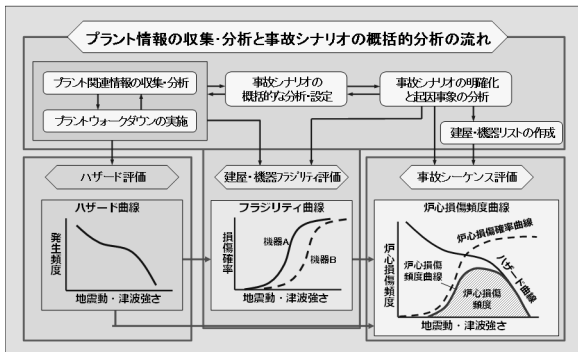 プラント情報の収集・分析と事故シナリオの概括的分析の流れ
プラント関連情報の収集・分析
プラントウォークダウンの実施
事故シナリオの
概括的な分析・設定
事故シナリオの明確化
と起因事象の分析
建屋・機器リストの作成
ハザード評価
ハザード曲線
発生頻度
地震動・津波強さ
建屋・機器フラジリティ評価
フラジリティ曲線
損傷確率
機器A
機器B
地震動・津波強さ
事故シーケンス評価
炉心損傷頻度曲線
炉心損傷頻度
炉心損傷確率曲線
炉心損傷
頻度曲線
ハザード曲線
炉心損傷
頻度
地震動・津波強さ